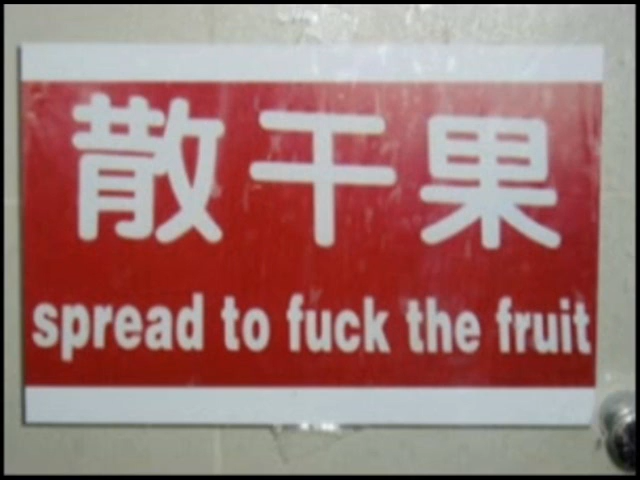 散干果
spread to fuck the fruit